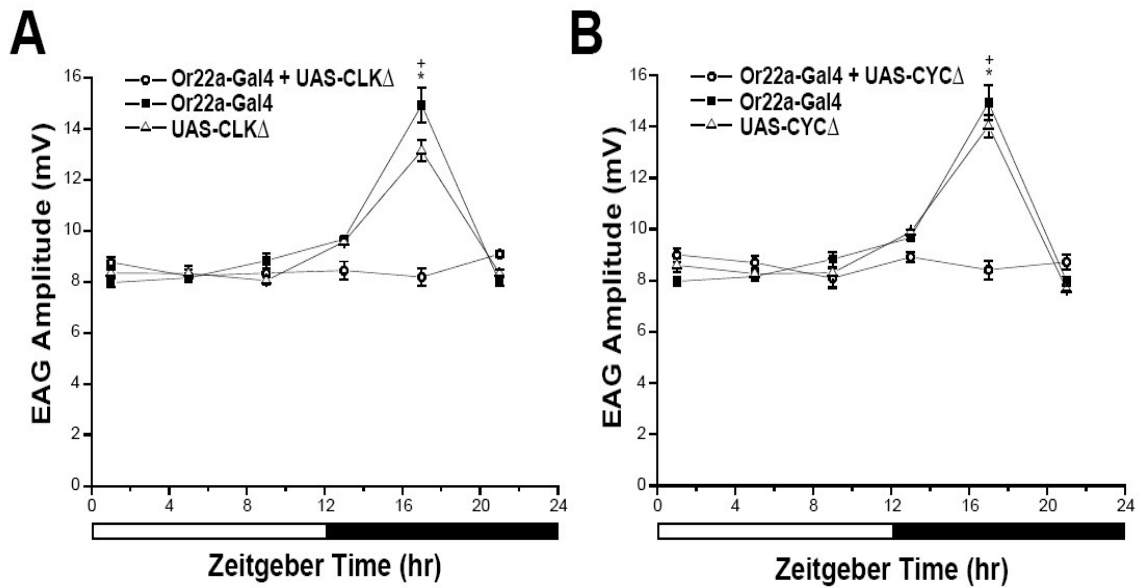 A
Or22a-Gal4 + UAS-CLKΔ
Or22a-Gal4
UAS-CLKΔ
+
*
EAG Amplitude (mV)
16
14
12
10
8
6
4
2
0
0 4 8 12 16 20 24
Zeitgeber Time (hr)
B
Or22a-Gal4 + UAS-CYCΔ
Or22a-Gal4
UAS-CYCΔ
+
*
EAG Amplitude (mV)
16
14
12
10
8
6
4
2
0
0 4 8 12 16 20 24
Zeitgeber Time (hr)